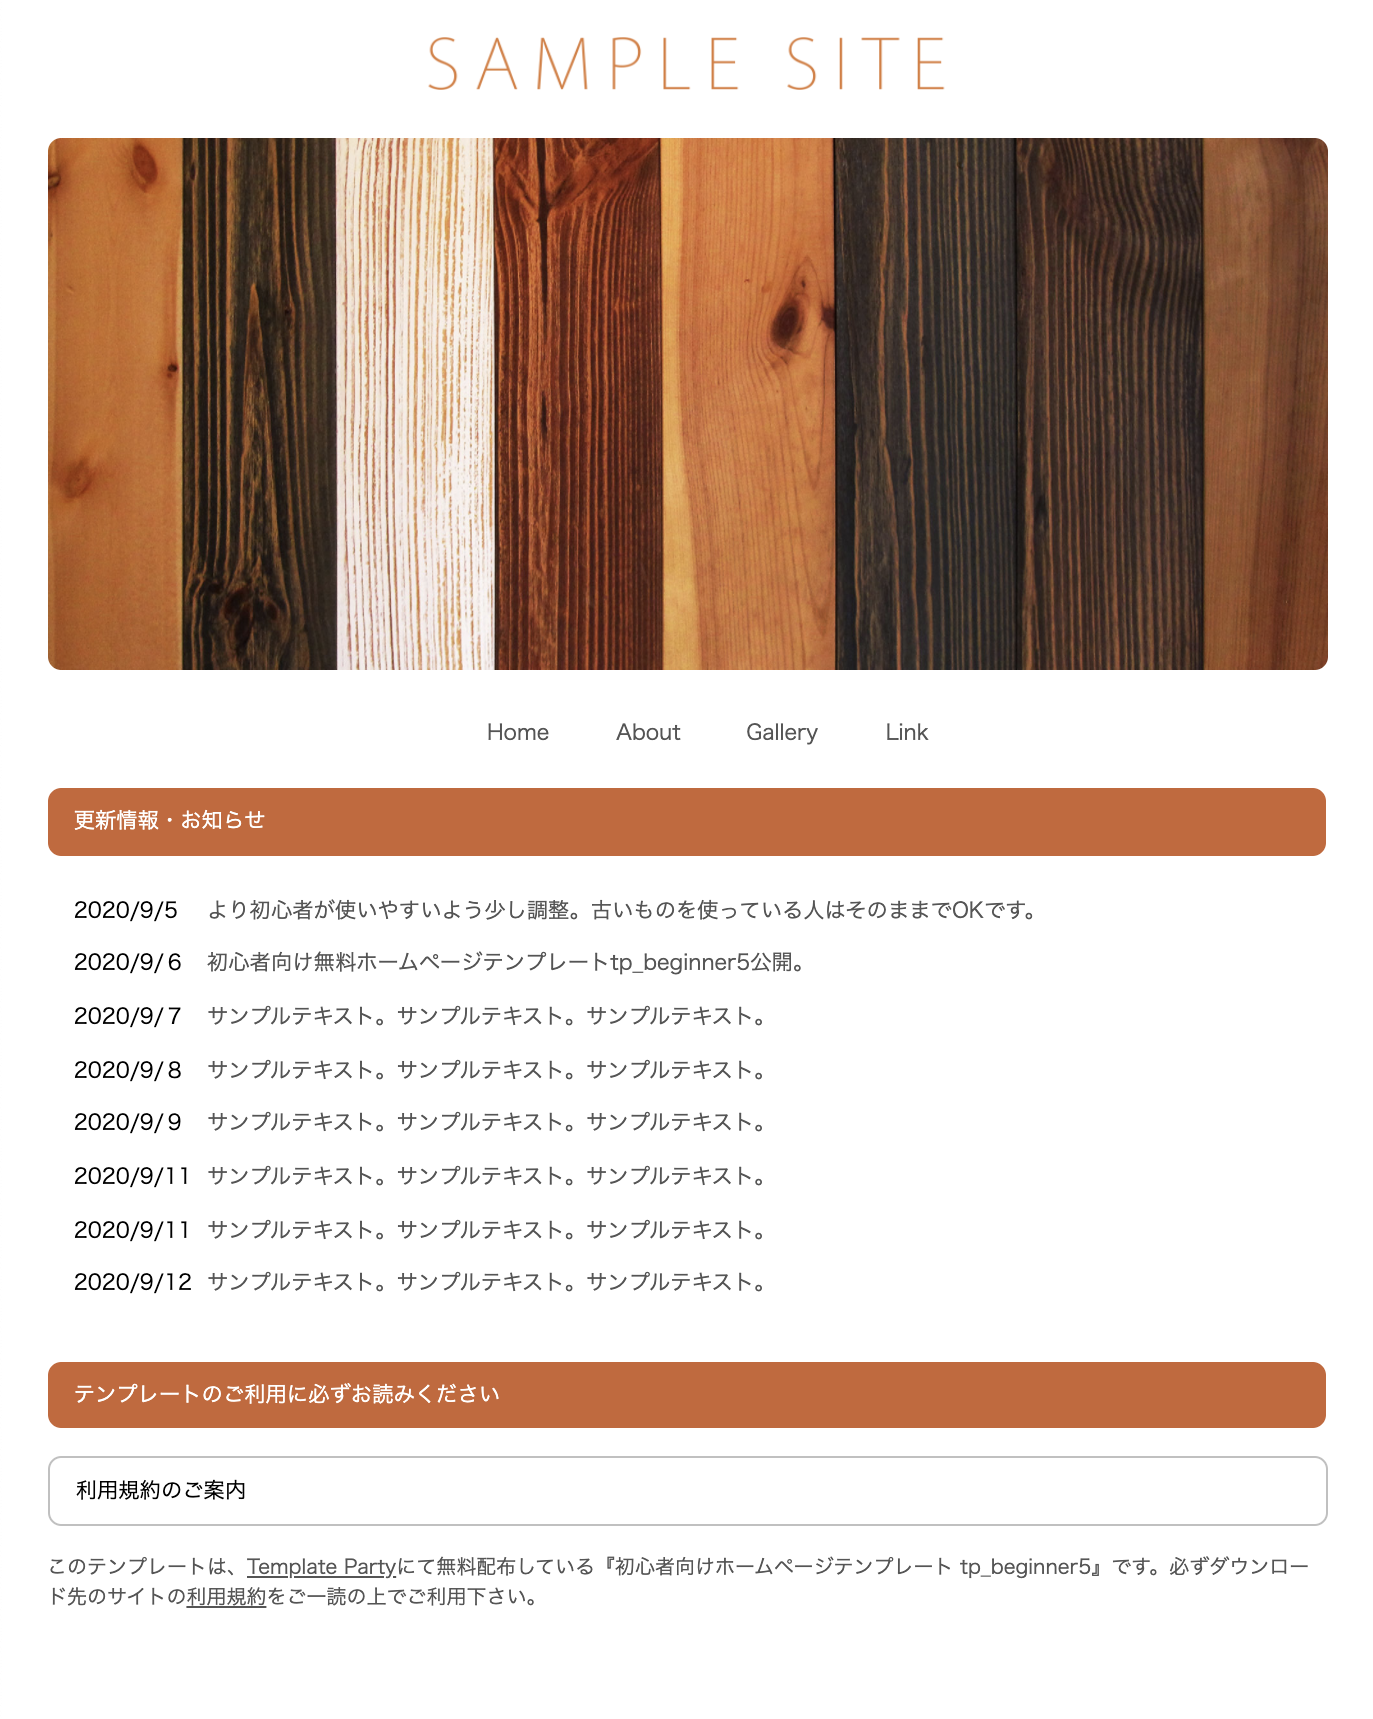 SAMPLE SITE
Home About Gallery Link
更新情報・お知らせ
2020/9/5 より初心者が使いやすいよう少し調整。古いものを使っている人はそのままでOKです。
2020/9/６ 初心者向け無料ホームページテンプレートtp_beginner5公開。
2020/9/７ サンプルテキスト。サンプルテキスト。サンプルテキスト。
2020/9/８ サンプルテキスト。サンプルテキスト。サンプルテキスト。
2020/9/９ サンプルテキスト。サンプルテキスト。サンプルテキスト。
2020/9/11 サンプルテキスト。サンプルテキスト。サンプルテキスト。
2020/9/11 サンプルテキスト。サンプルテキスト。サンプルテキスト。
2020/9/12 サンプルテキスト。サンプルテキスト。サンプルテキスト。
テンプレートのご利用に必ずお読みください
利用規約のご案内
このテンプレートは、Template Partyにて無料配布している『初心者向けホームページテンプレート tp_beginner5』です。必ずダウンロー
ド先のサイトの利用規約をご一読の上でご利用下さい。